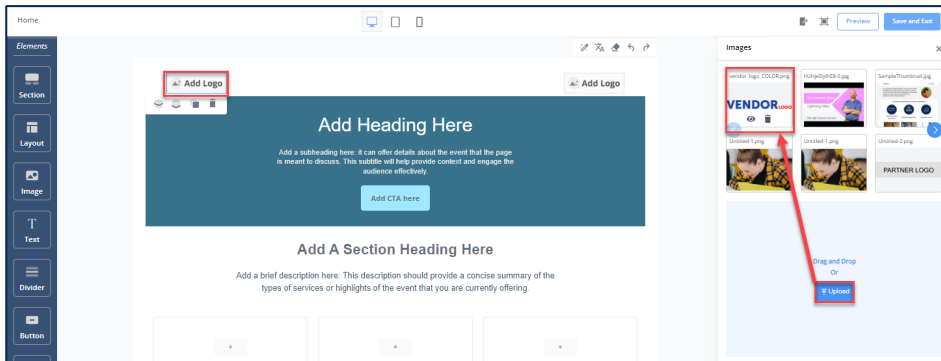 Home
Preview
Save and Exit
Elements
Section
Layout
Image
Text
Divider
Button
Add Logo
Add Logo
Add Heading Here
Add a subheading here: it can offer details about the event that the page
is meant to discuss. This subtitle will help provide context and engage the
audience effectively.
Add CTA here
Add A Section Heading Here
Add a brief description here: This description should provide a concise summary of the
types of services or highlights of the event that you are currently offering.
Images
vendor_logo_COLOR.png
SampleThumbnail.jpg
VENDOR LOGO
Untitled-1.png
Untitled-1.png
Untitled-2.png
PARTNER LOGO
Drag and Drop
Or
Upload